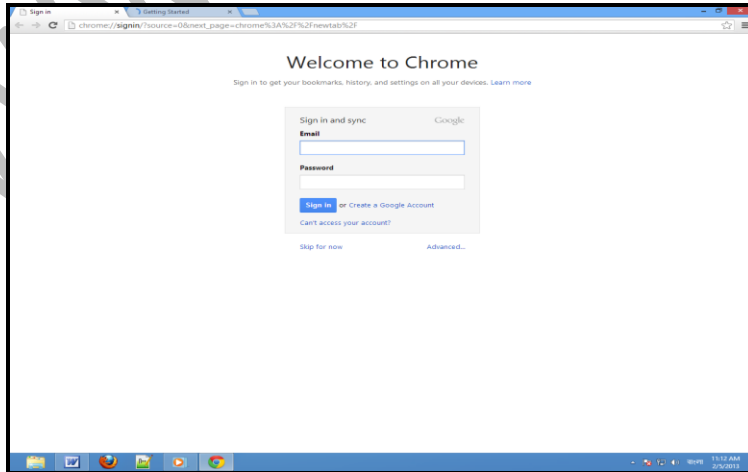 Sign in
Getting Started
chrome://signin/?source=0&next_page=chrome%3A%2F%2Fnewtab%2F
Welcome to Chrome
Sign in to get your bookmarks, history, and settings on all your devices. Learn more
Sign in and sync Google
Email
Password
Sign in or Create a Google Account
Can't access your account?
Skip for now Advanced...
11:12 AM
2/5/2013